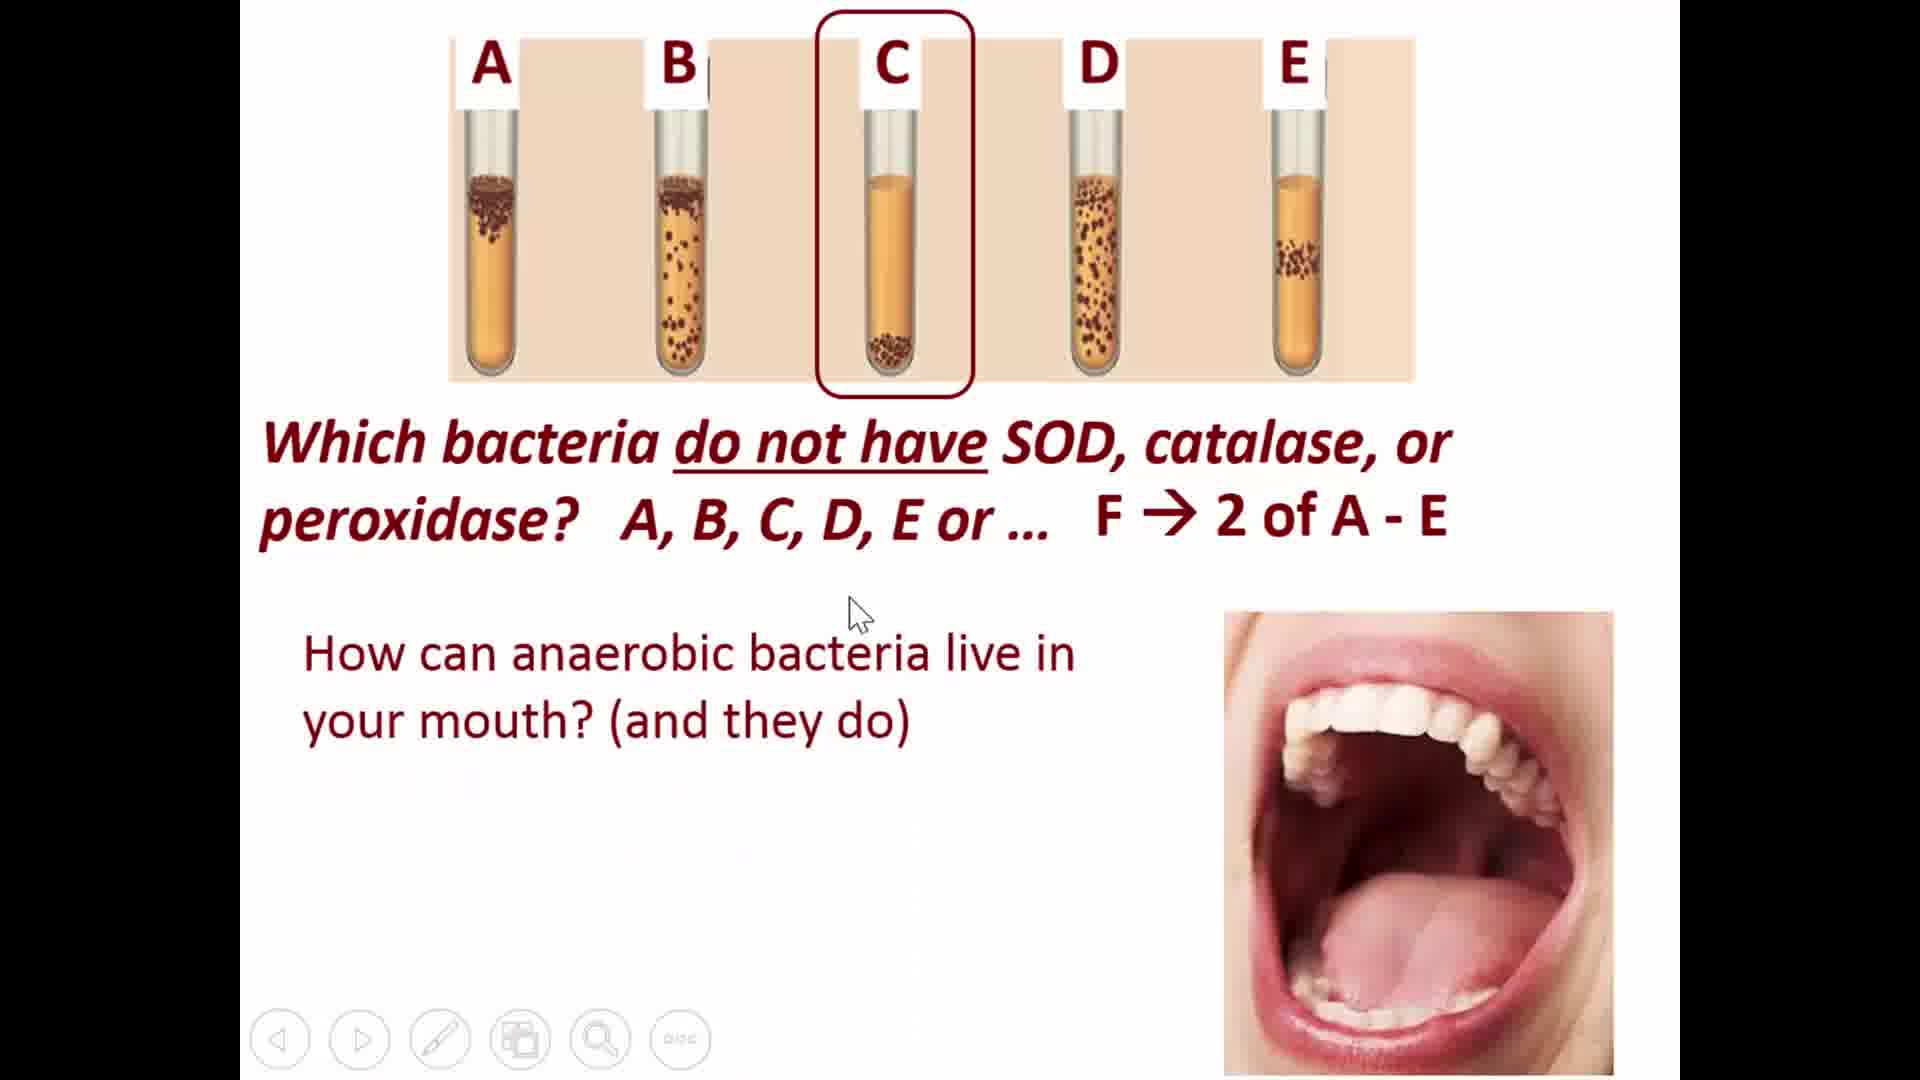 A B C D E
Which bacteria do not have SOD, catalase, or
peroxidase? A, B, C, D, E or ... F → 2 of A - E
How can anaerobic bacteria live in
your mouth? (and they do)